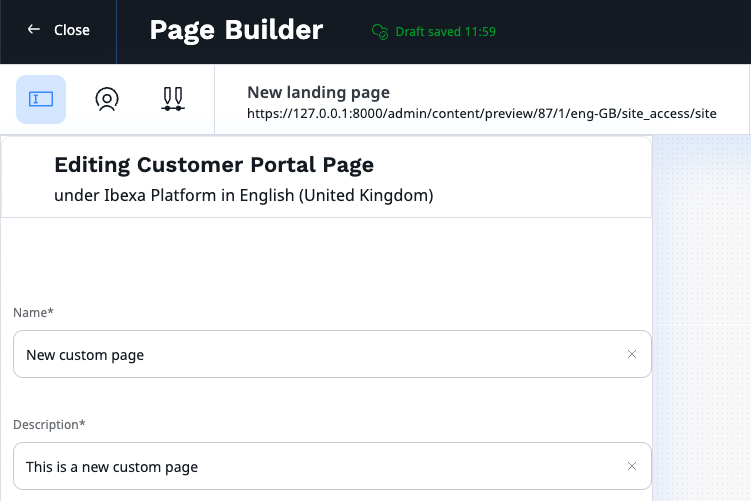 Close
Page Builder
Draft saved 11:59
New landing page
https://127.0.0.1:8000/admin/content/preview/87/1/eng-GB/site_access/site
Editing Customer Portal Page
under Ibexa Platform in English (United Kingdom)
Name*
New custom page
Description*
This is a new custom page